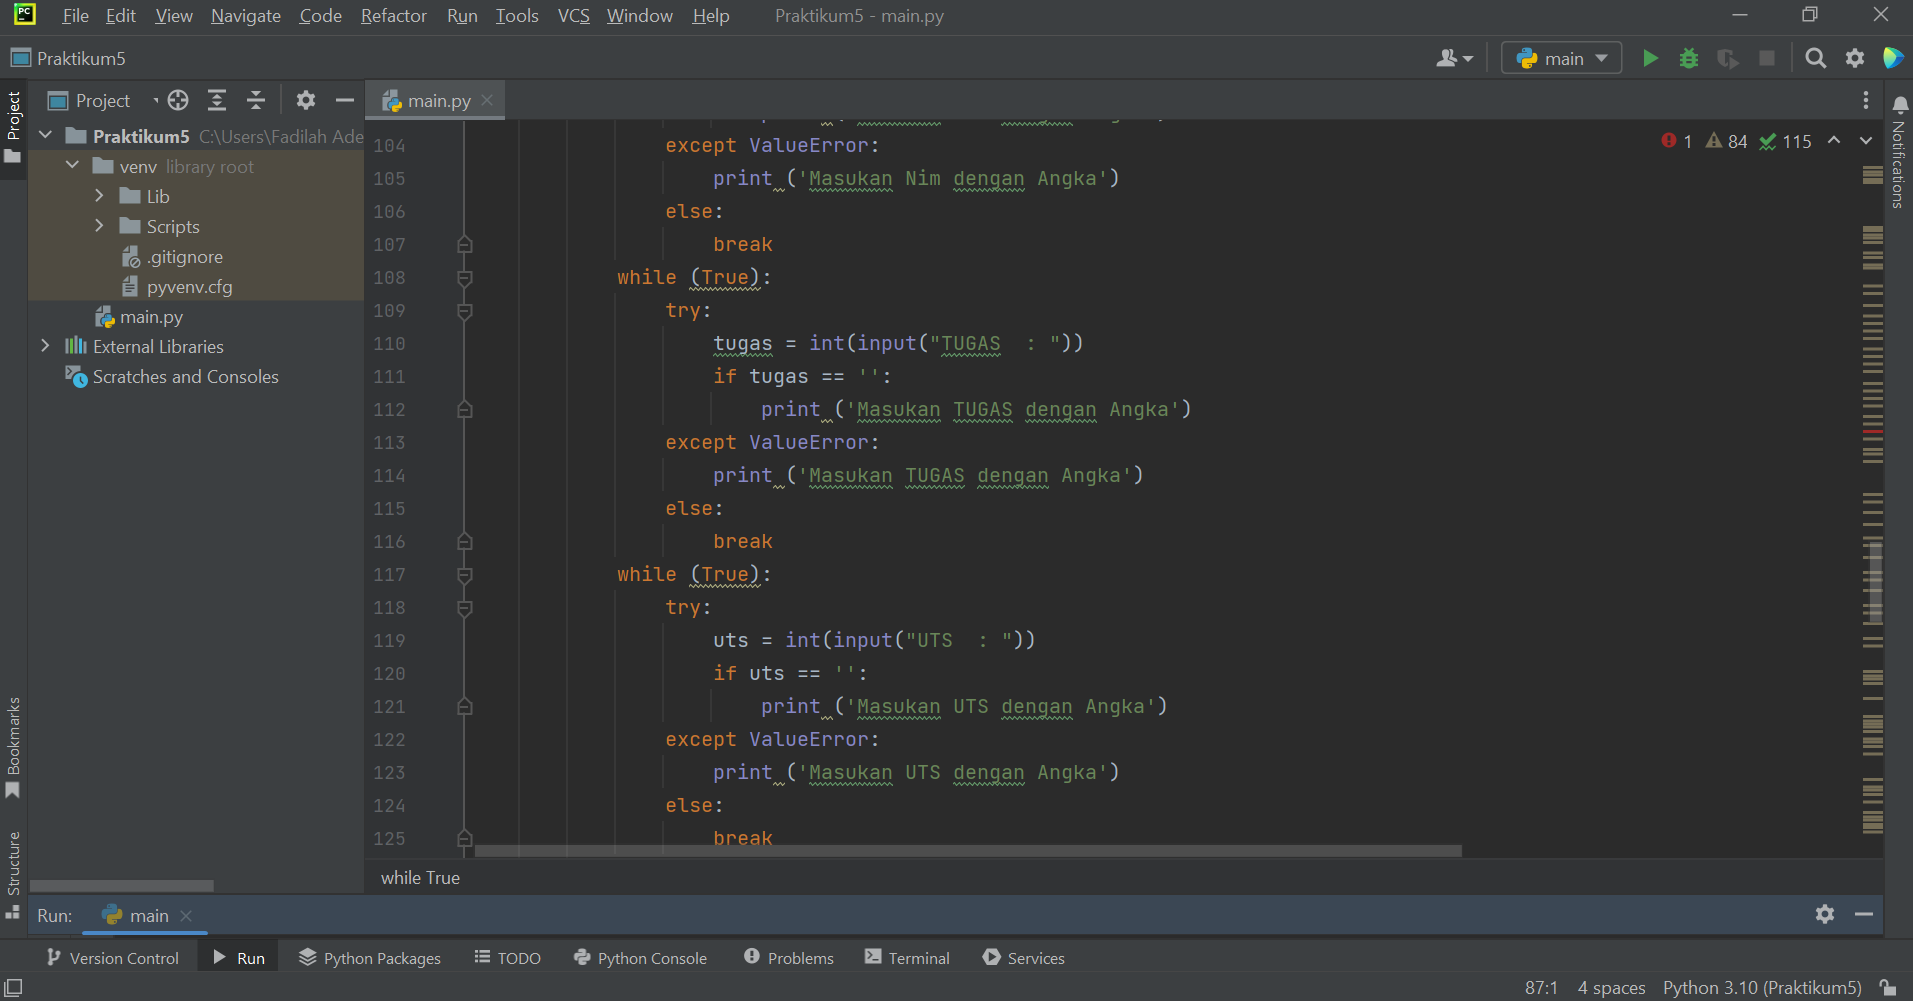 PC File Edit View Navigate Code Refactor Run Tools VCS Window Help Praktikum5 - main.py
Praktikum5 main
Project Project main.py
Praktikum5 C:\Users\Fadilah Ade
venv library root
Lib
Scripts
.gitignore
pyvenv.cfg
main.py
External Libraries
Scratches and Consoles
1 84 115
Notifications
104 except ValueError:
105 print ('Masukan Nim dengan Angka')
106 else:
107 break
108 while (True):
109 try:
110 tugas = int(input("TUGAS  : "))
111 if tugas == '':
112 print ('Masukan TUGAS dengan Angka')
113 except ValueError:
114 print ('Masukan TUGAS dengan Angka')
115 else:
116 break
117 while (True):
118 try:
119 uts = int(input("UTS  : "))
120 if uts == '':
121 print ('Masukan UTS dengan Angka')
122 except ValueError:
123 print ('Masukan UTS dengan Angka')
124 else:
125 break
while True
Bookmarks
Structure
Run: main
Version Control Run Python Packages TODO Python Console Problems Terminal Services
87:1 4 spaces Python 3.10 (Praktikum5)